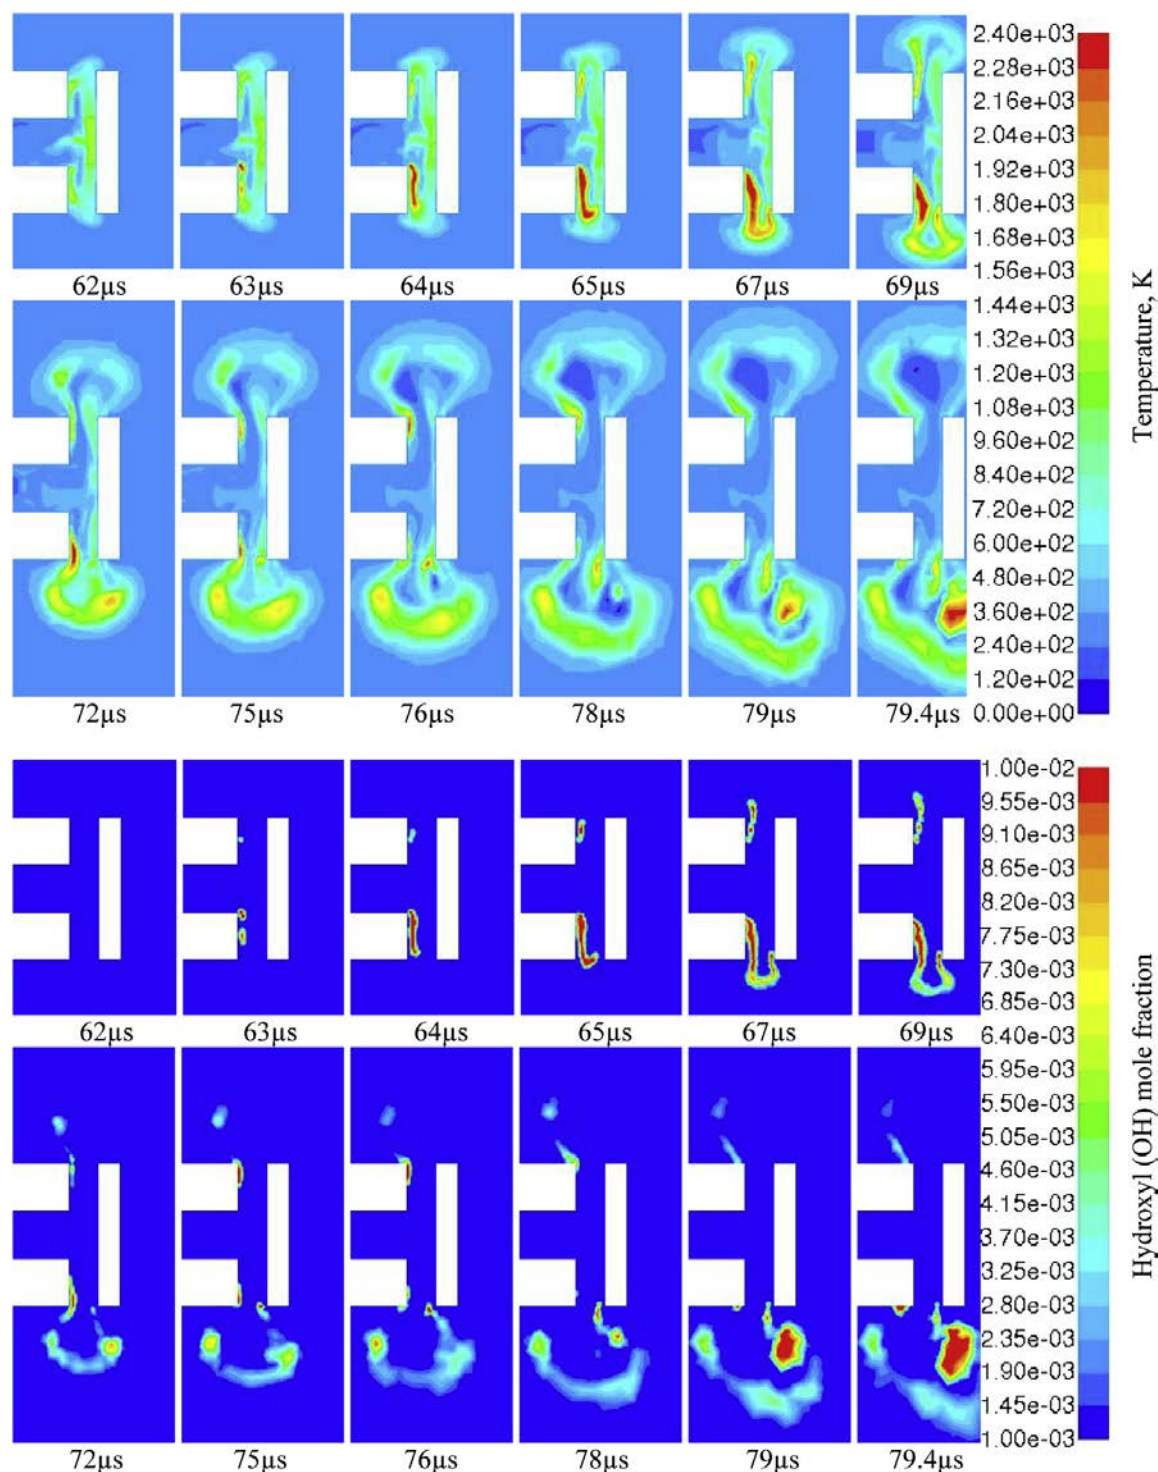 62μs 63μs 64μs 65μs 67μs 69μs
72μs 75μs 76μs 78μs 79μs 79.4μs
2.40e+03
2.28e+03
2.16e+03
2.04e+03
1.92e+03
1.80e+03
1.68e+03
1.56e+03
1.44e+03
1.32e+03
1.20e+03
1.08e+03
9.60e+02
8.40e+02
7.20e+02
6.00e+02
4.80e+02
3.60e+02
2.40e+02
1.20e+02
0.00e+00
Temperature, K
62μs 63μs 64μs 65μs 67μs 69μs
72μs 75μs 76μs 78μs 79μs 79.4μs
1.00e-02
9.55e-03
9.10e-03
8.65e-03
8.20e-03
7.75e-03
7.30e-03
6.85e-03
6.40e-03
5.95e-03
5.50e-03
5.05e-03
4.60e-03
4.15e-03
3.70e-03
3.25e-03
2.80e-03
2.35e-03
1.90e-03
1.45e-03
1.00e-03
Hydroxyl (OH) mole fraction